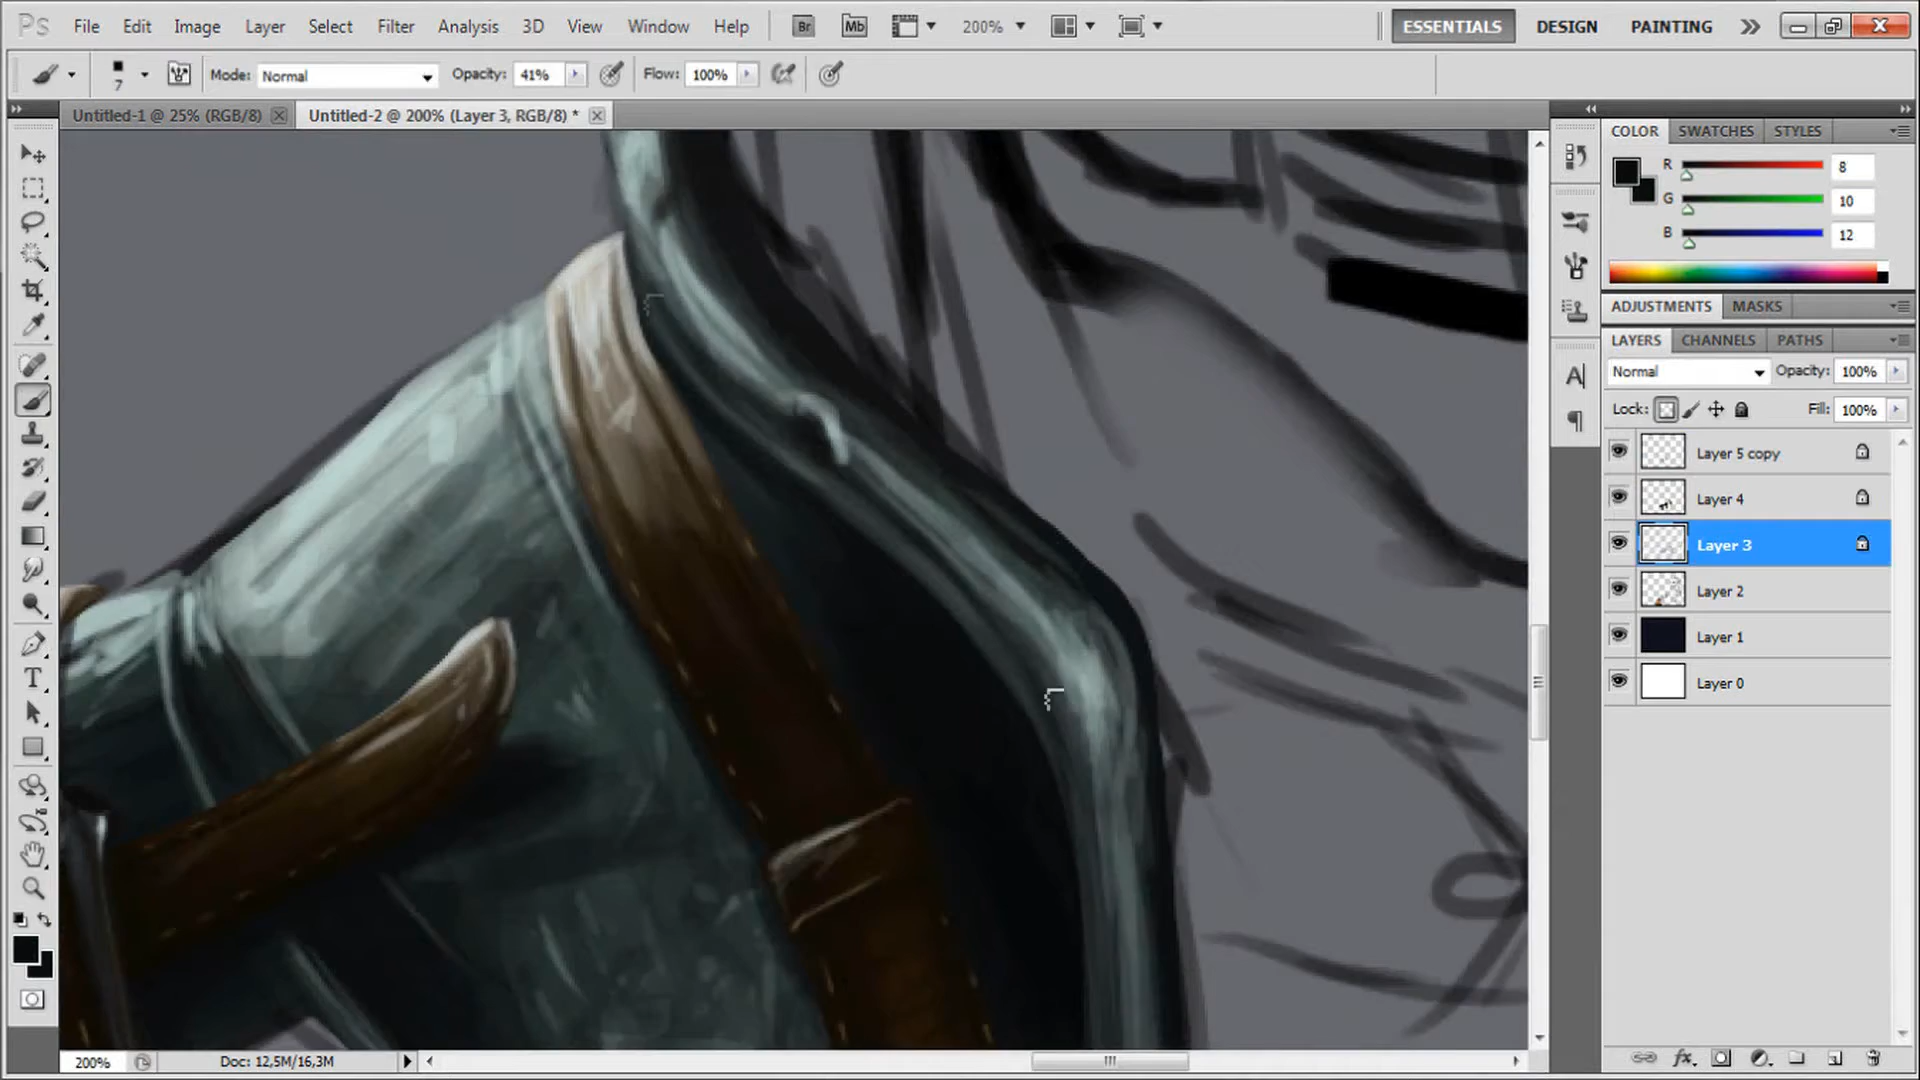 Ps File Edit Image Layer Select Filter Analysis 3D View Window Help Br Mb 200% ESSENTIALS DESIGN PAINTING
7 Mode: Normal Opacity: 41% Flow: 100%
Untitled-1 @ 25% (RGB/8) Untitled-2 @ 200% (Layer 3, RGB/8) *
COLOR SWATCHES STYLES
R 8
G 10
B 12
ADJUSTMENTS MASKS
LAYERS CHANNELS PATHS
Normal Opacity: 100%
Lock: Fill: 100%
Layer 5 copy
Layer 4
Layer 3
Layer 2
Layer 1
Layer 0
T
A
fx
200% Doc: 12,5M/16,3M